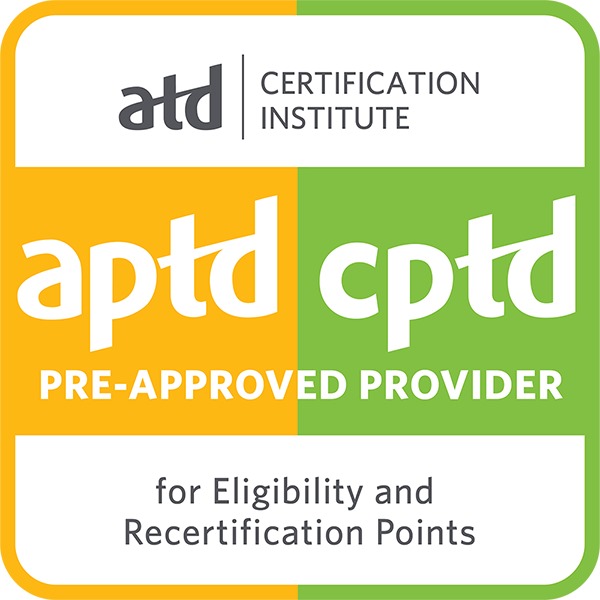 atd CERTIFICATION
INSTITUTE
aptd cptd
PRE-APPROVED PROVIDER
for Eligibility and
Recertification Points